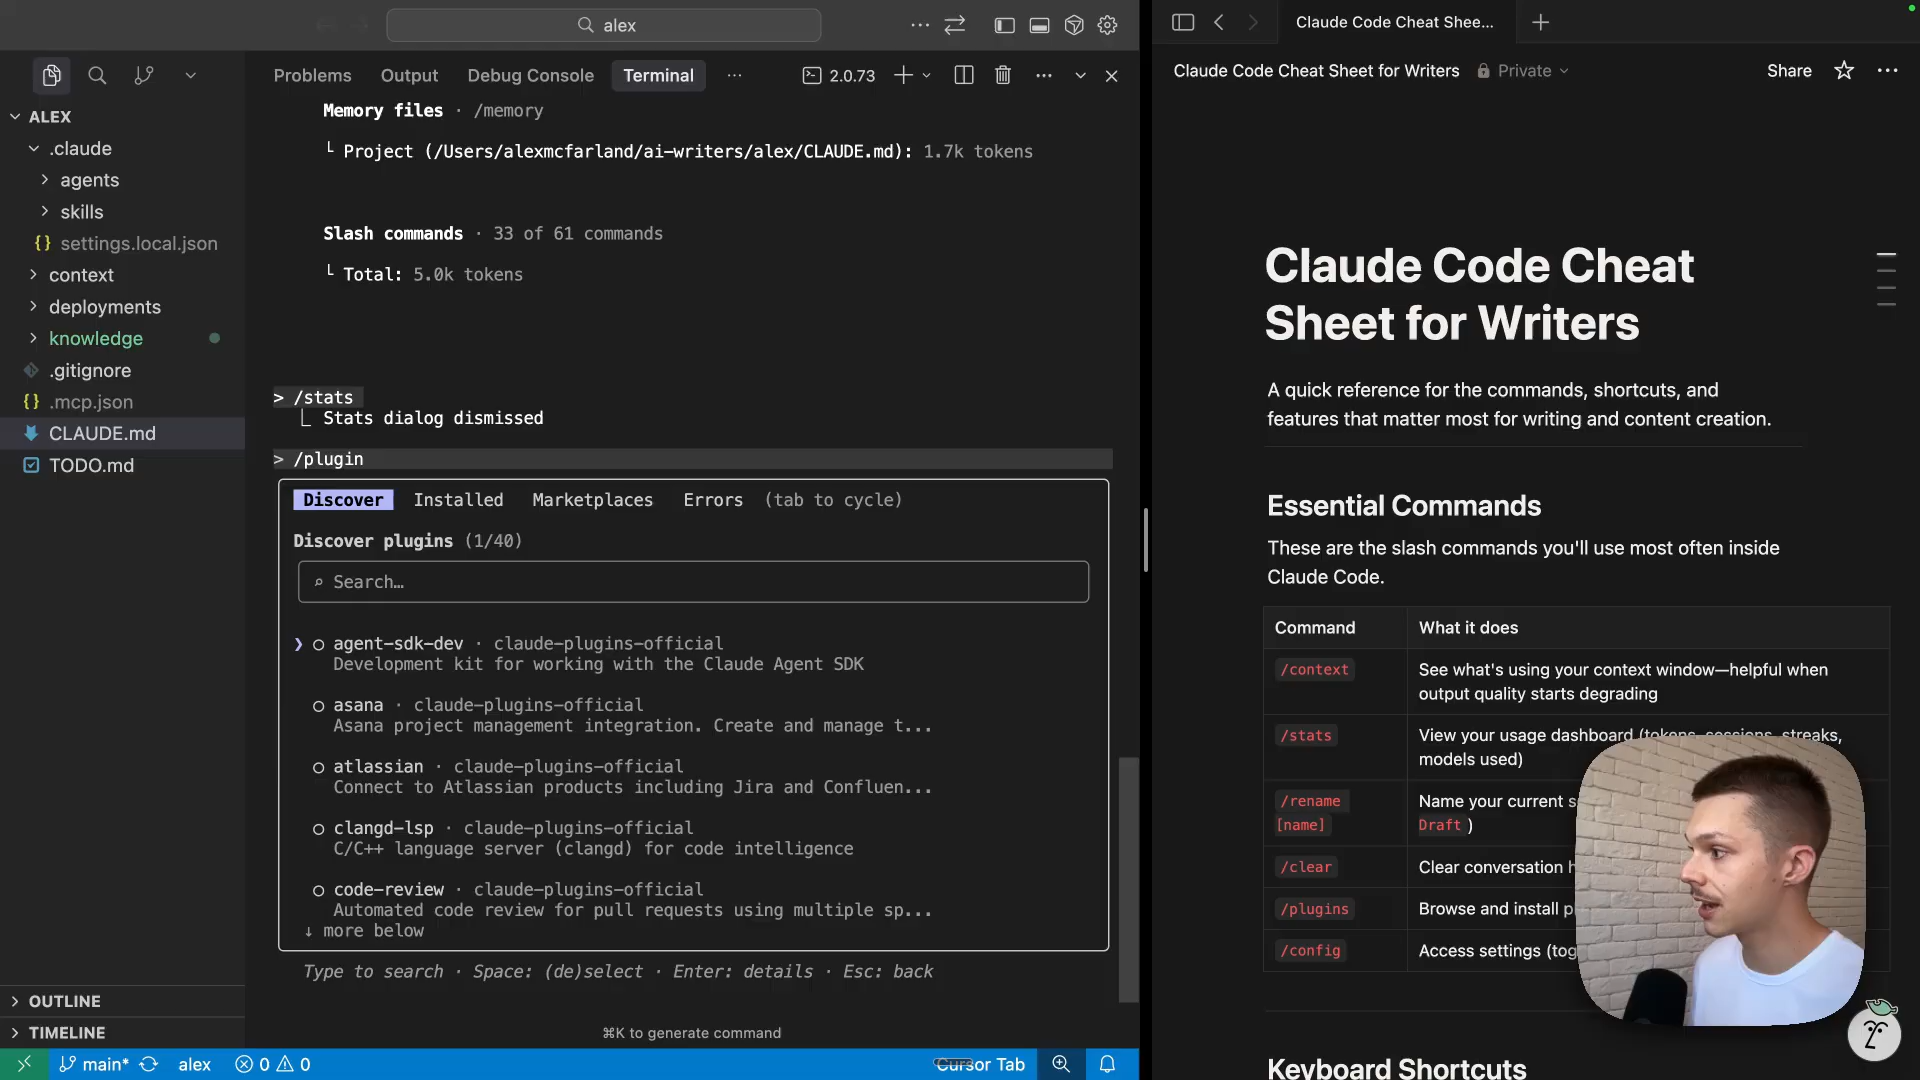 alex
Problems Output Debug Console Terminal 2.0.73
ALEX
.claude
agents
skills
{} settings.local.json
context
deployments
knowledge
.gitignore
{} .mcp.json
CLAUDE.md
TODO.md
OUTLINE
TIMELINE
Memory files · /memory
└ Project (/Users/alexmcfarland/ai-writers/alex/CLAUDE.md): 1.7k tokens
Slash commands · 33 of 61 commands
└ Total: 5.0k tokens
> /stats
⎿ Stats dialog dismissed
> /plugin
Discover Installed Marketplaces Errors (tab to cycle)
Discover plugins (1/40)
⌕ Search…
❯ ○ agent-sdk-dev · claude-plugins-official
Development kit for working with the Claude Agent SDK
○ asana · claude-plugins-official
Asana project management integration. Create and manage t...
○ atlassian · claude-plugins-official
Connect to Atlassian products including Jira and Confluen...
○ clangd-lsp · claude-plugins-official
C/C++ language server (clangd) for code intelligence
○ code-review · claude-plugins-official
Automated code review for pull requests using multiple sp...
↓ more below
Type to search · Space: (de)select · Enter: details · Esc: back
⌘K to generate command
main* alex 0 0 Cursor Tab
Claude Code Cheat Shee...
Claude Code Cheat Sheet for Writers Private Share
Claude Code Cheat
Sheet for Writers
A quick reference for the commands, shortcuts, and
features that matter most for writing and content creation.
Essential Commands
These are the slash commands you'll use most often inside
Claude Code.
Command What it does
/context See what's using your context window—helpful when
output quality starts degrading
/stats View your usage dashboard (tokens, sessions, streaks,
models used)
/rename Name your current
[name] Draft )
/clear Clear conversation
/plugins Browse and install
/config Access settings
Keyboard Shortcuts